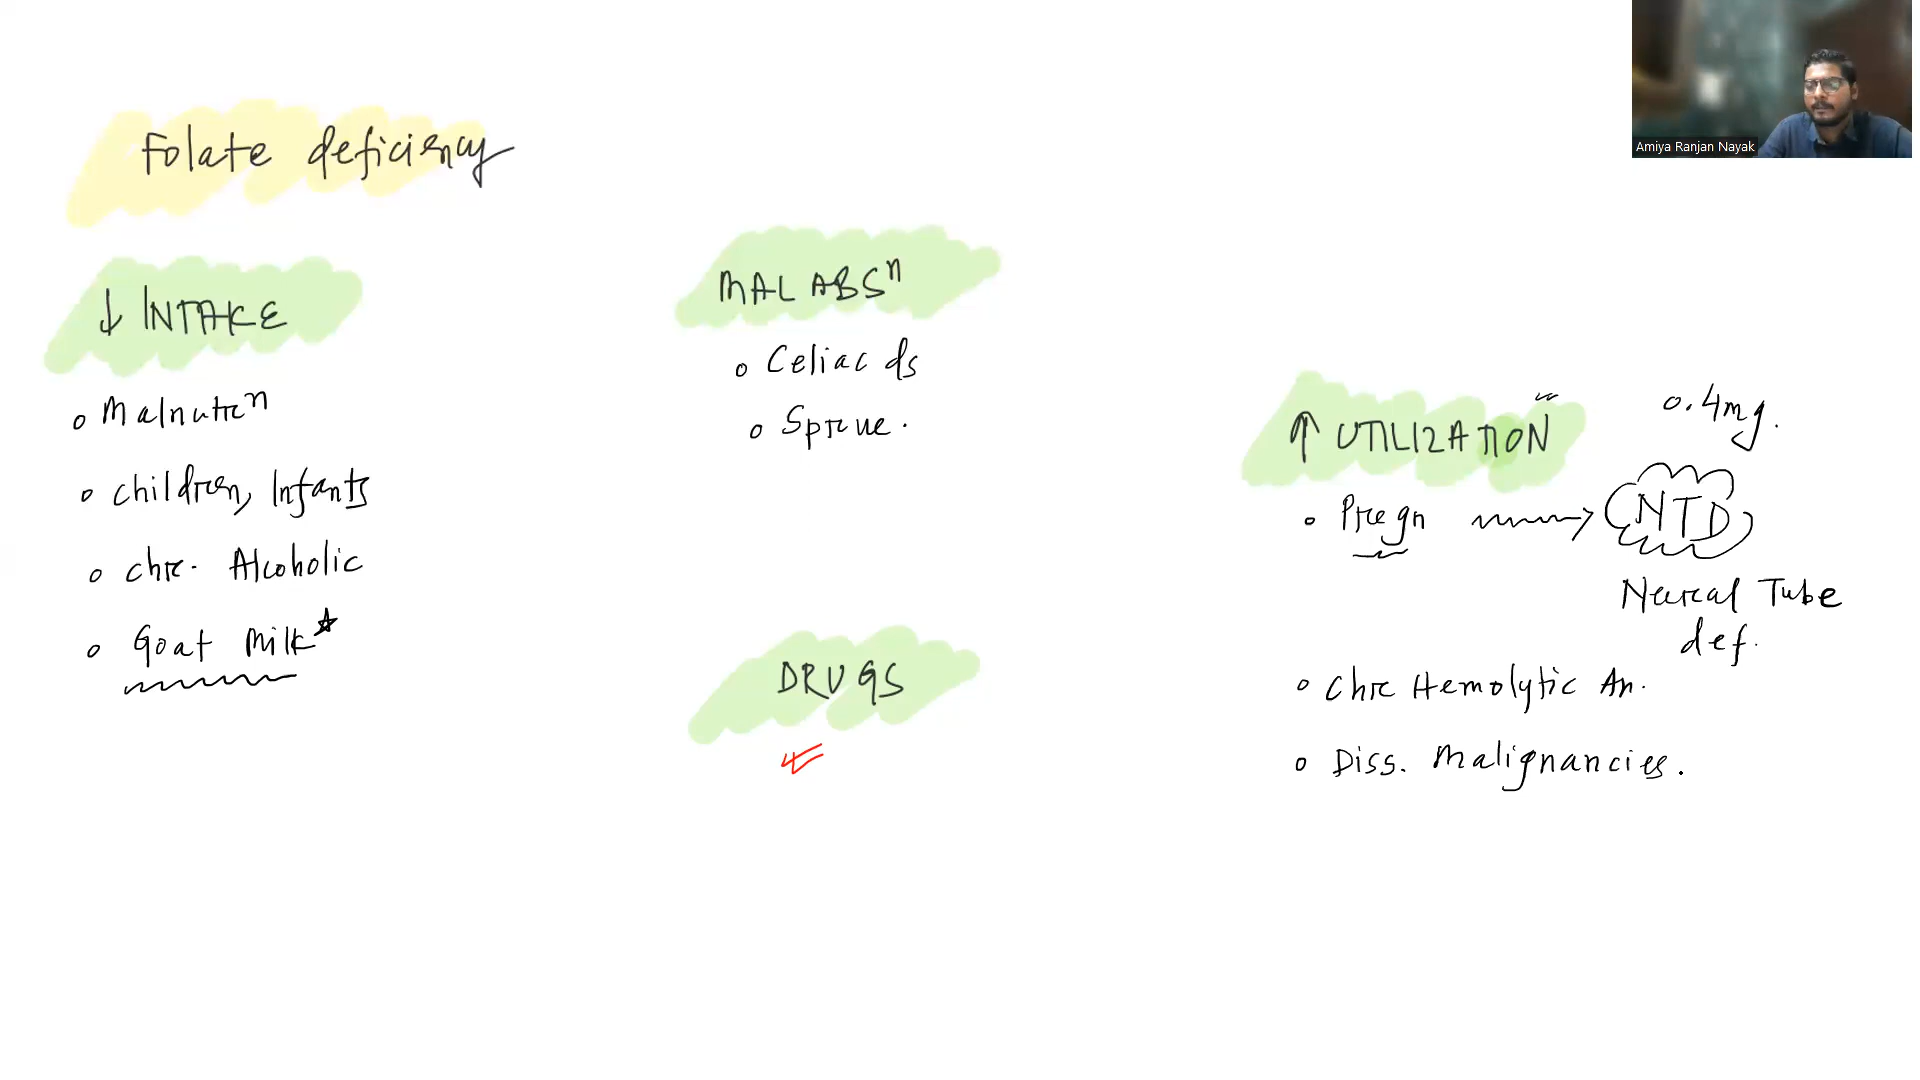 Folate deficiency
↓ INTAKE
o Malnutrⁿ
o children, Infants
o chr. Alcoholic
o Goat Milk☆
MALABSⁿ
o Celiac ds
o Sprue.
DRUGS
↑ UTILIZATION
o Pregn → NTD
0.4mg.
Neural Tube
def.
o Chr Hemolytic An.
o Diss. Malignancies.
Amiya Ranjan Nayak